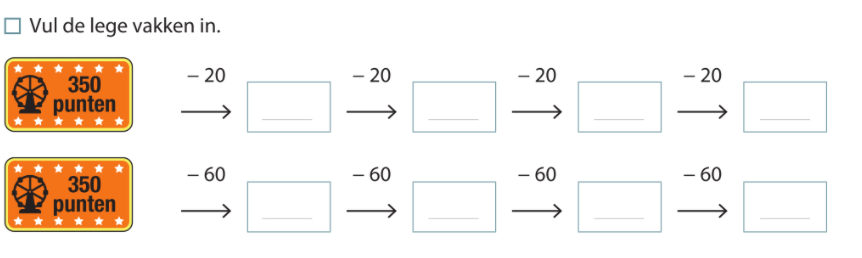 Vul de lege vakken in.
350 punten – 20 – 20 – 20 – 20
350 punten – 60 – 60 – 60 – 60